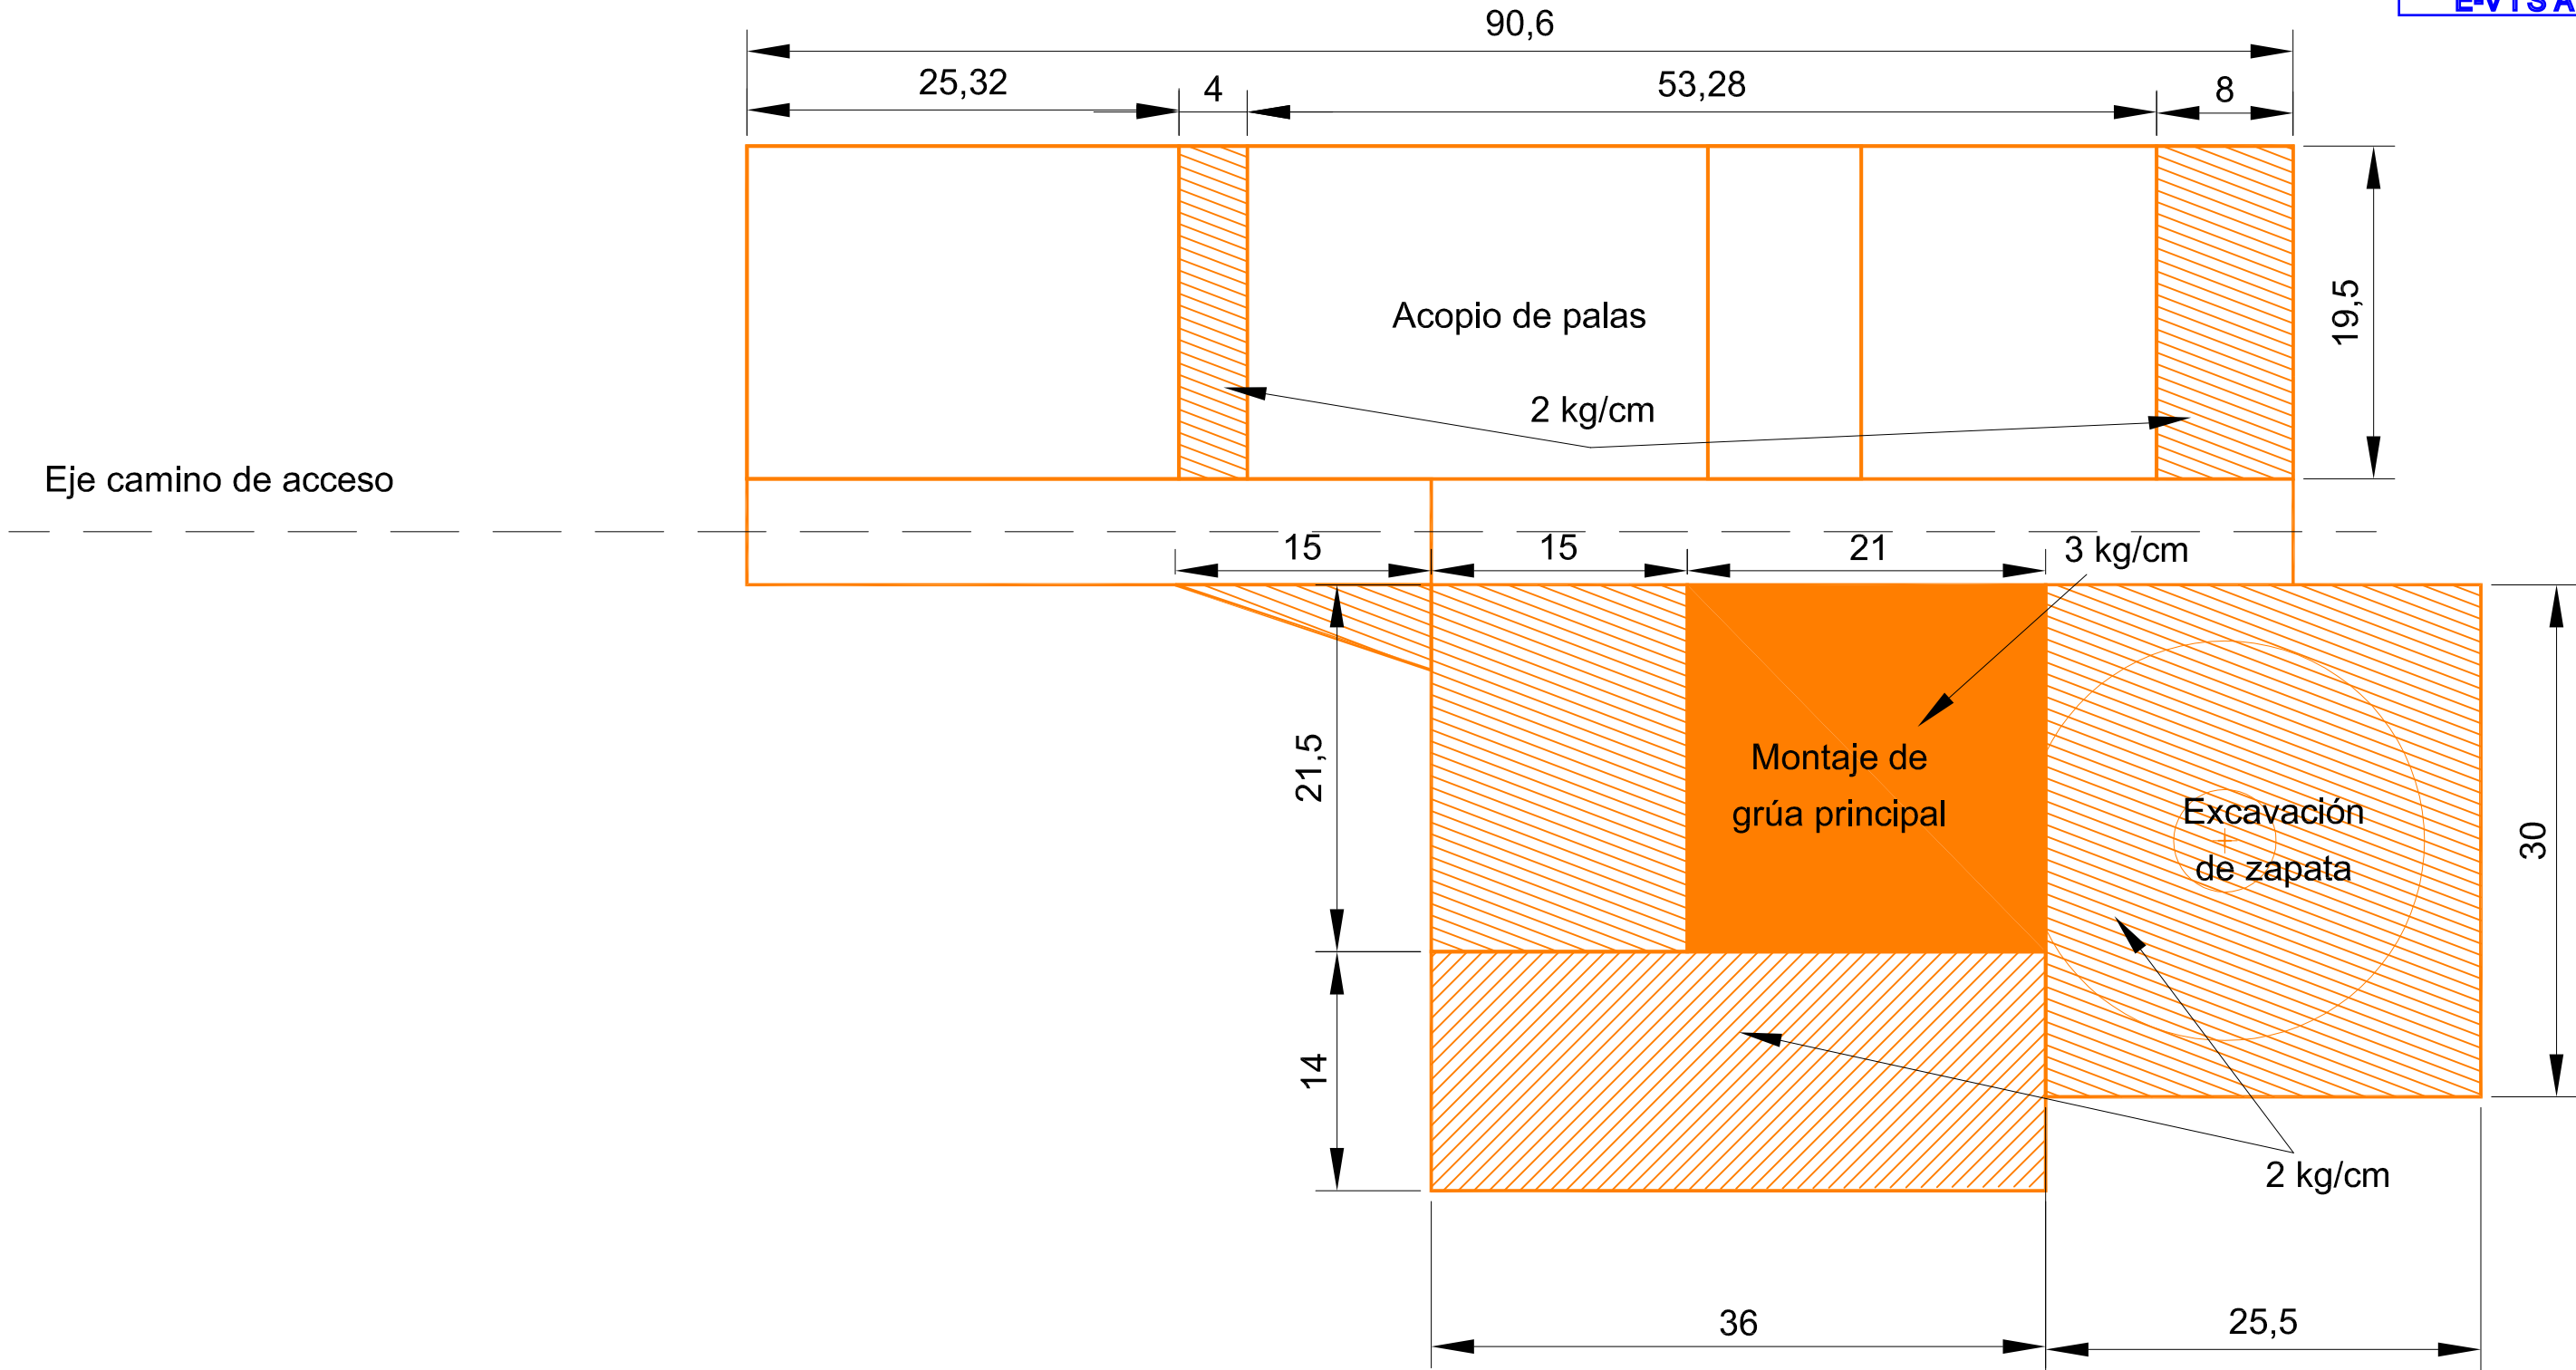 E-VISA
90,6
25,32
4
53,28
8
19,5
Acopio de palas
2 kg/cm
Eje camino de acceso
15
15
21
3 kg/cm
21,5
Montaje de
grúa principal
Excavación
de zapata
30
14
2 kg/cm
36
25,5